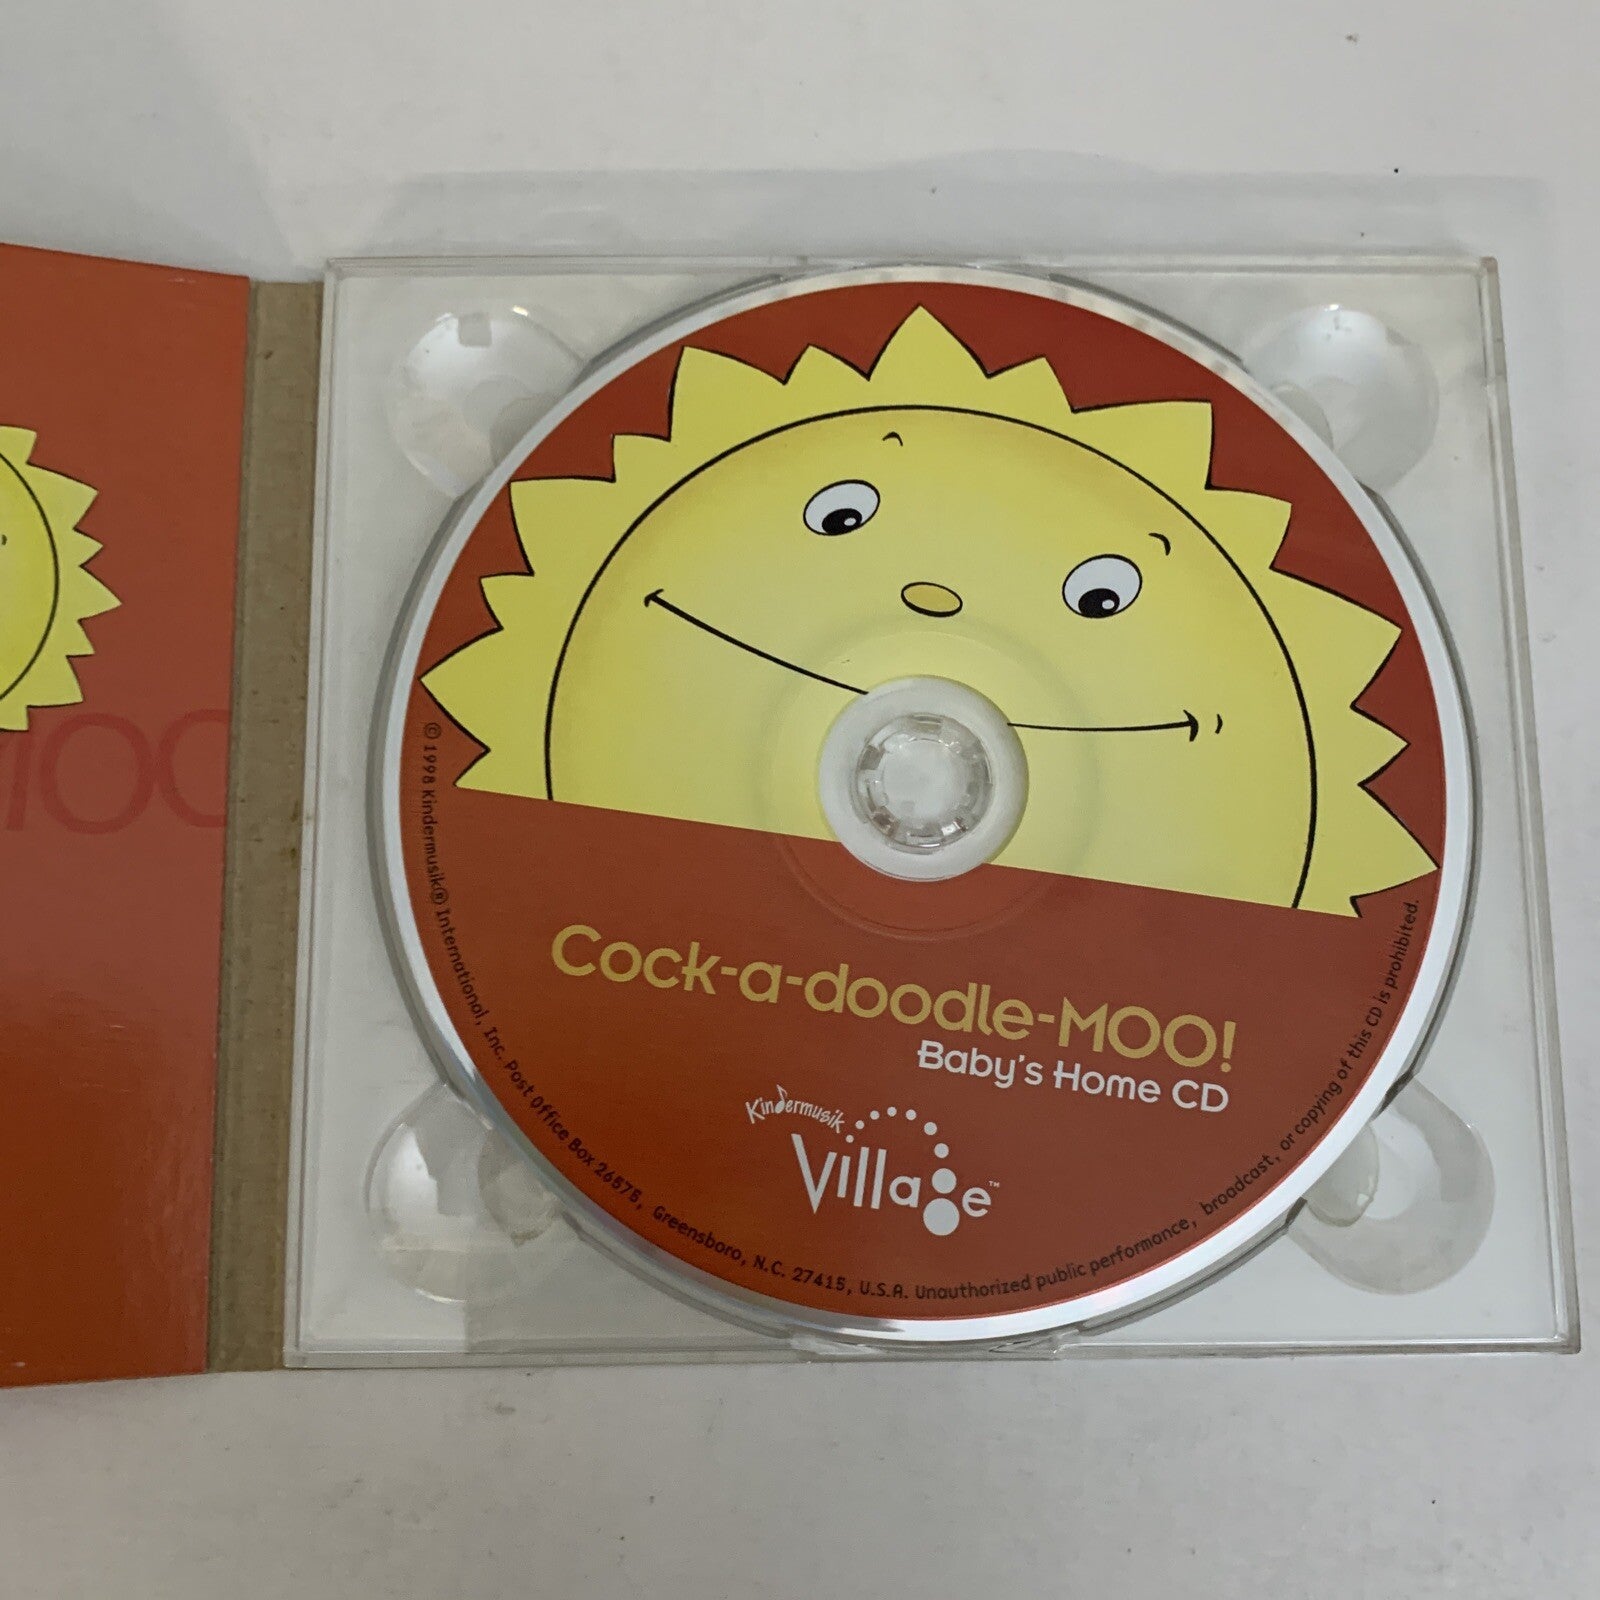 MOO!
Cock-a-doodle-MOO!
Baby's Home CD
Kindermusik
Village™
© 1998 Kindermusik® International, Inc. Post Office Box 26575, Greensboro, N.C. 27415, U.S.A. Unauthorized public performance, broadcast, or copying of this CD is prohibited.